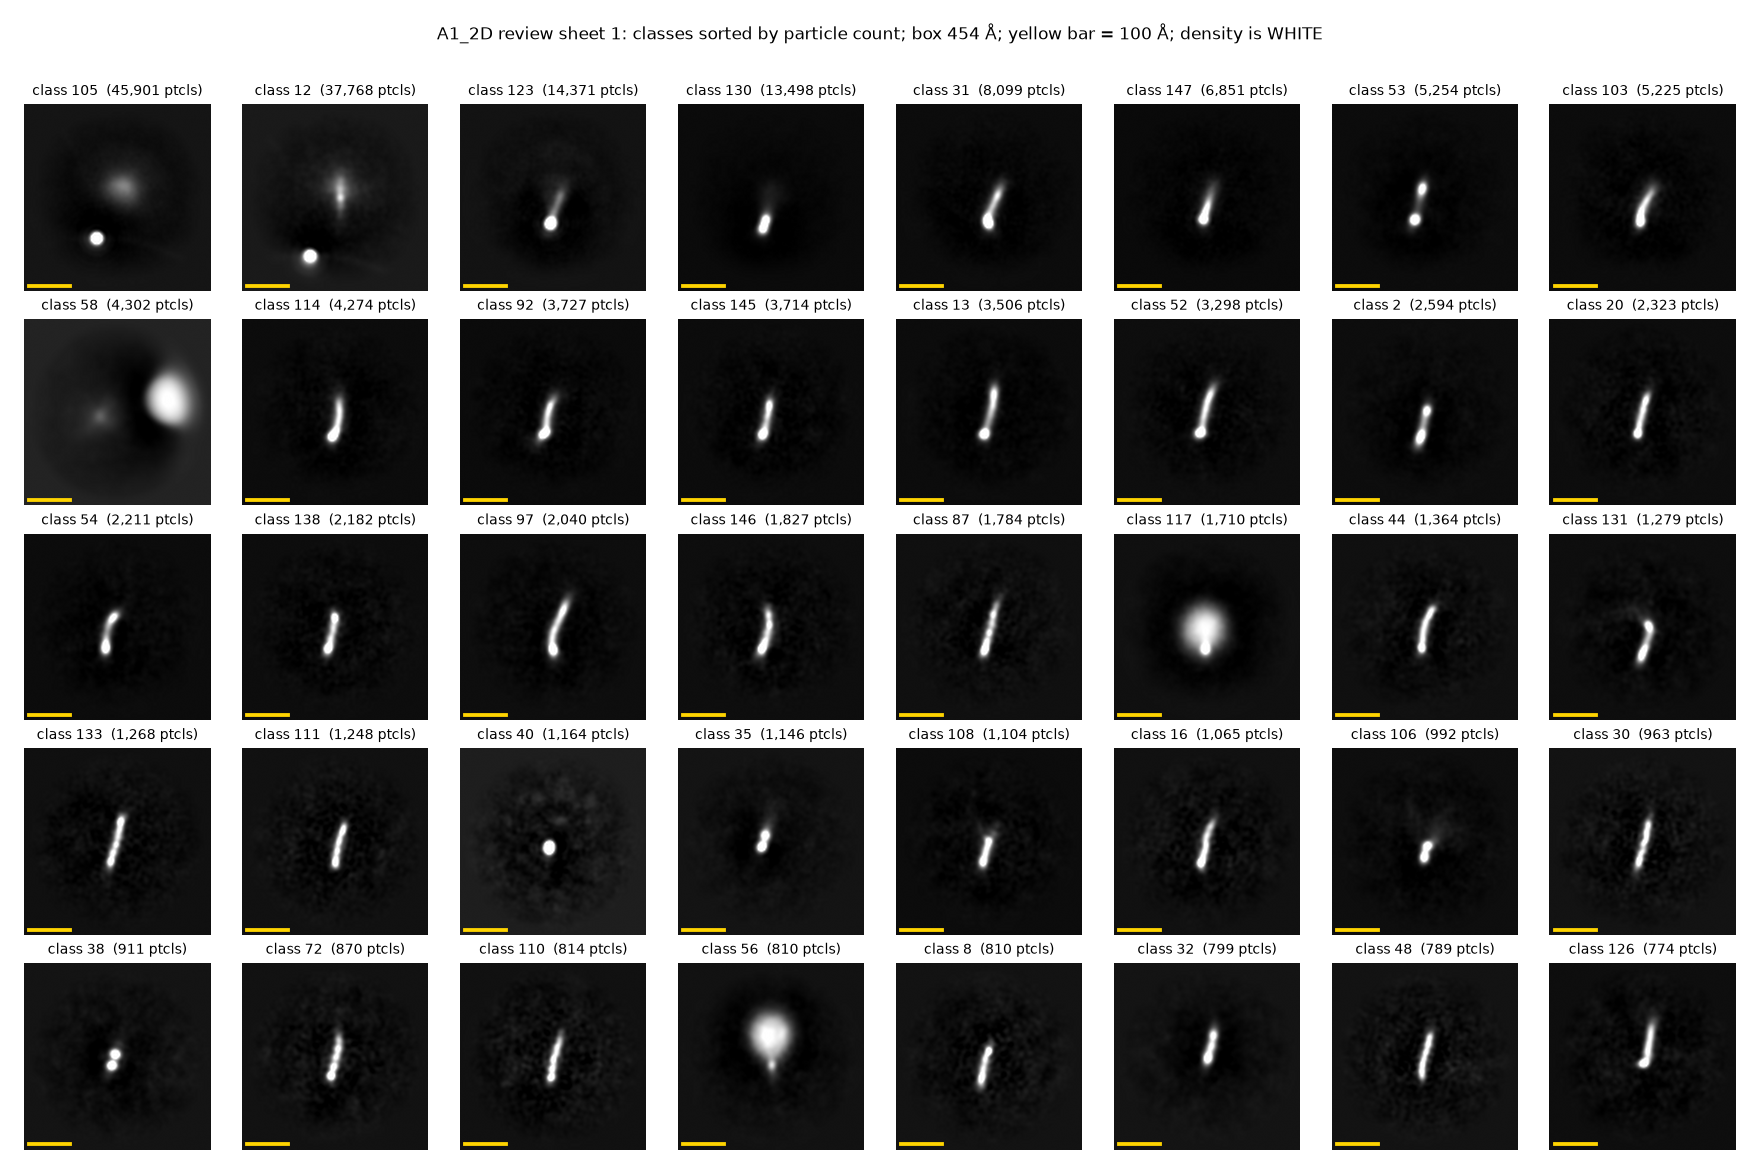 A1_2D review sheet 1: classes sorted by particle count; box 454 Å; yellow bar = 100 Å; density is WHITE
class 105 (45,901 ptcls) class 12 (37,768 ptcls) class 123 (14,371 ptcls) class 130 (13,498 ptcls) class 31 (8,099 ptcls) class 147 (6,851 ptcls) class 53 (5,254 ptcls) class 103 (5,225 ptcls)
class 58 (4,302 ptcls) class 114 (4,274 ptcls) class 92 (3,727 ptcls) class 145 (3,714 ptcls) class 13 (3,506 ptcls) class 52 (3,298 ptcls) class 2 (2,594 ptcls) class 20 (2,323 ptcls)
class 54 (2,211 ptcls) class 138 (2,182 ptcls) class 97 (2,040 ptcls) class 146 (1,827 ptcls) class 87 (1,784 ptcls) class 117 (1,710 ptcls) class 44 (1,364 ptcls) class 131 (1,279 ptcls)
class 133 (1,268 ptcls) class 111 (1,248 ptcls) class 40 (1,164 ptcls) class 35 (1,146 ptcls) class 108 (1,104 ptcls) class 16 (1,065 ptcls) class 106 (992 ptcls) class 30 (963 ptcls)
class 38 (911 ptcls) class 72 (870 ptcls) class 110 (814 ptcls) class 56 (810 ptcls) class 8 (810 ptcls) class 32 (799 ptcls) class 48 (789 ptcls) class 126 (774 ptcls)